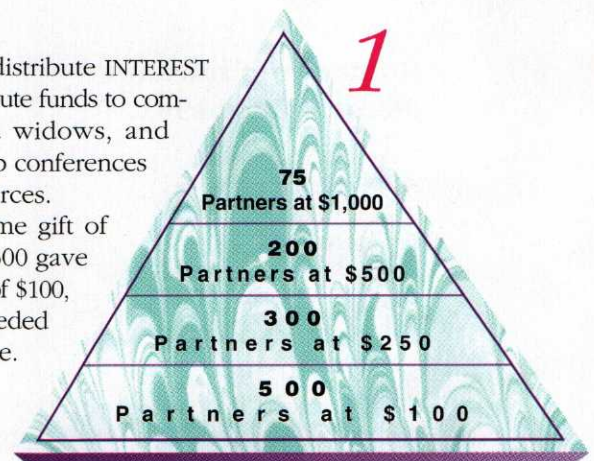 distribute INTEREST
ute funds to com-
widows, and
conferences
rces.
me gift of
00 gave
of $100,
eded
e.
1
75
Partners at $1,000
200
Partners at $500
300
Partners at $250
500
Partners at $100